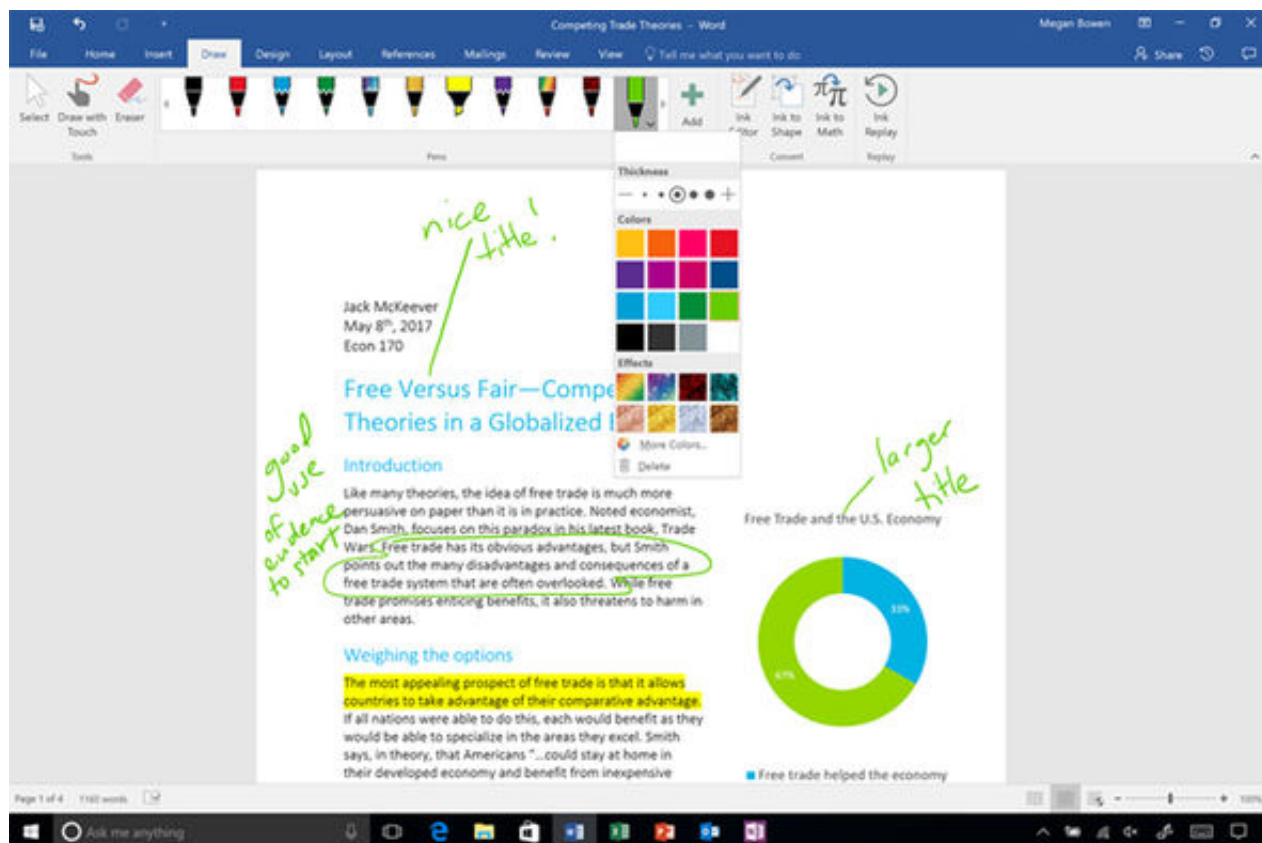 Competing Trade Theories - Word
Megan Bowen
File Home Insert Draw Design Layout References Mailings Review View Tell me what you want to do
Share
Select Draw with Touch Eraser
Add
Ink Editor Ink to Shape Ink to Math Ink Replay
Tools Pens Convert Replay
Thickness
Colors
Effects
More Colors...
Delete
nice title!
Jack McKeever
May 8th, 2017
Econ 170
Free Versus Fair—Compe
Theories in a Globalized
Introduction
Like many theories, the idea of free trade is much more
persuasive on paper than it is in practice. Noted economist,
Dan Smith, focuses on this paradox in his latest book, Trade
Wars. Free trade has its obvious advantages, but Smith
points out the many disadvantages and consequences of a
free trade system that are often overlooked. While free
trade promises enticing benefits, it also threatens to harm in
other areas.
good
use
of
evidence
to start
Weighing the options
The most appealing prospect of free trade is that it allows
countries to take advantage of their comparative advantage.
If all nations were able to do this, each would benefit as they
would be able to specialize in the areas they excel. Smith
says, in theory, that Americans "...could stay at home in
their developed economy and benefit from inexpensive
larger
title
Free Trade and the U.S. Economy
33%
67%
Free trade helped the economy
Page 1 of 4 1160 words
100%
Ask me anything